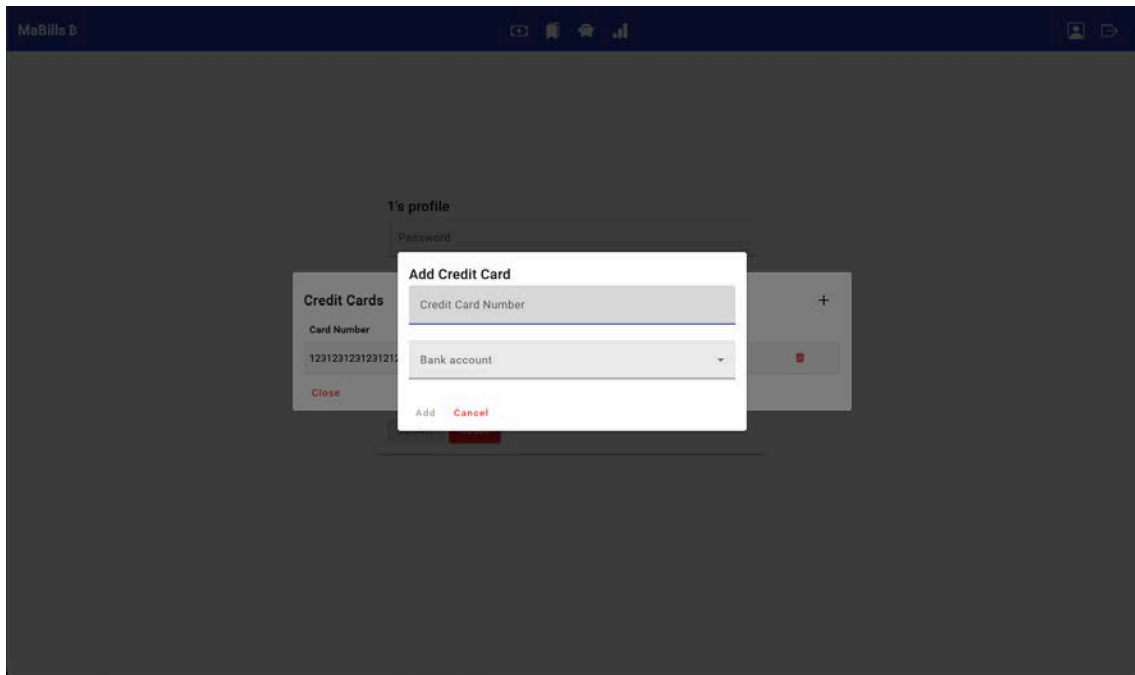 MaBills ₿
1's profile
Password
Add Credit Card
Credit Cards
Credit Card Number
Card Number
Bank account
Close
Add Cancel